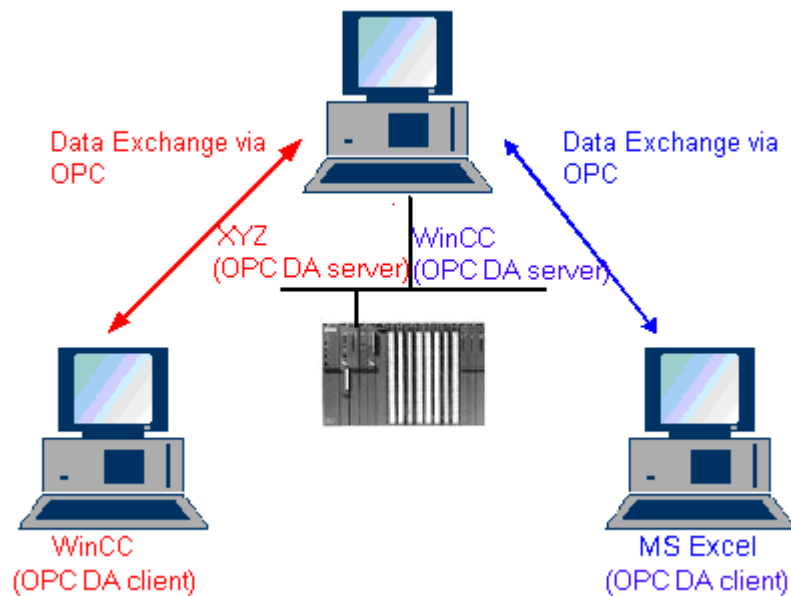 Data Exchange via
OPC
Data Exchange via
OPC
XYZ
(OPC DA server)
WinCC
(OPC DA server)
WinCC
(OPC DA client)
MS Excel
(OPC DA client)